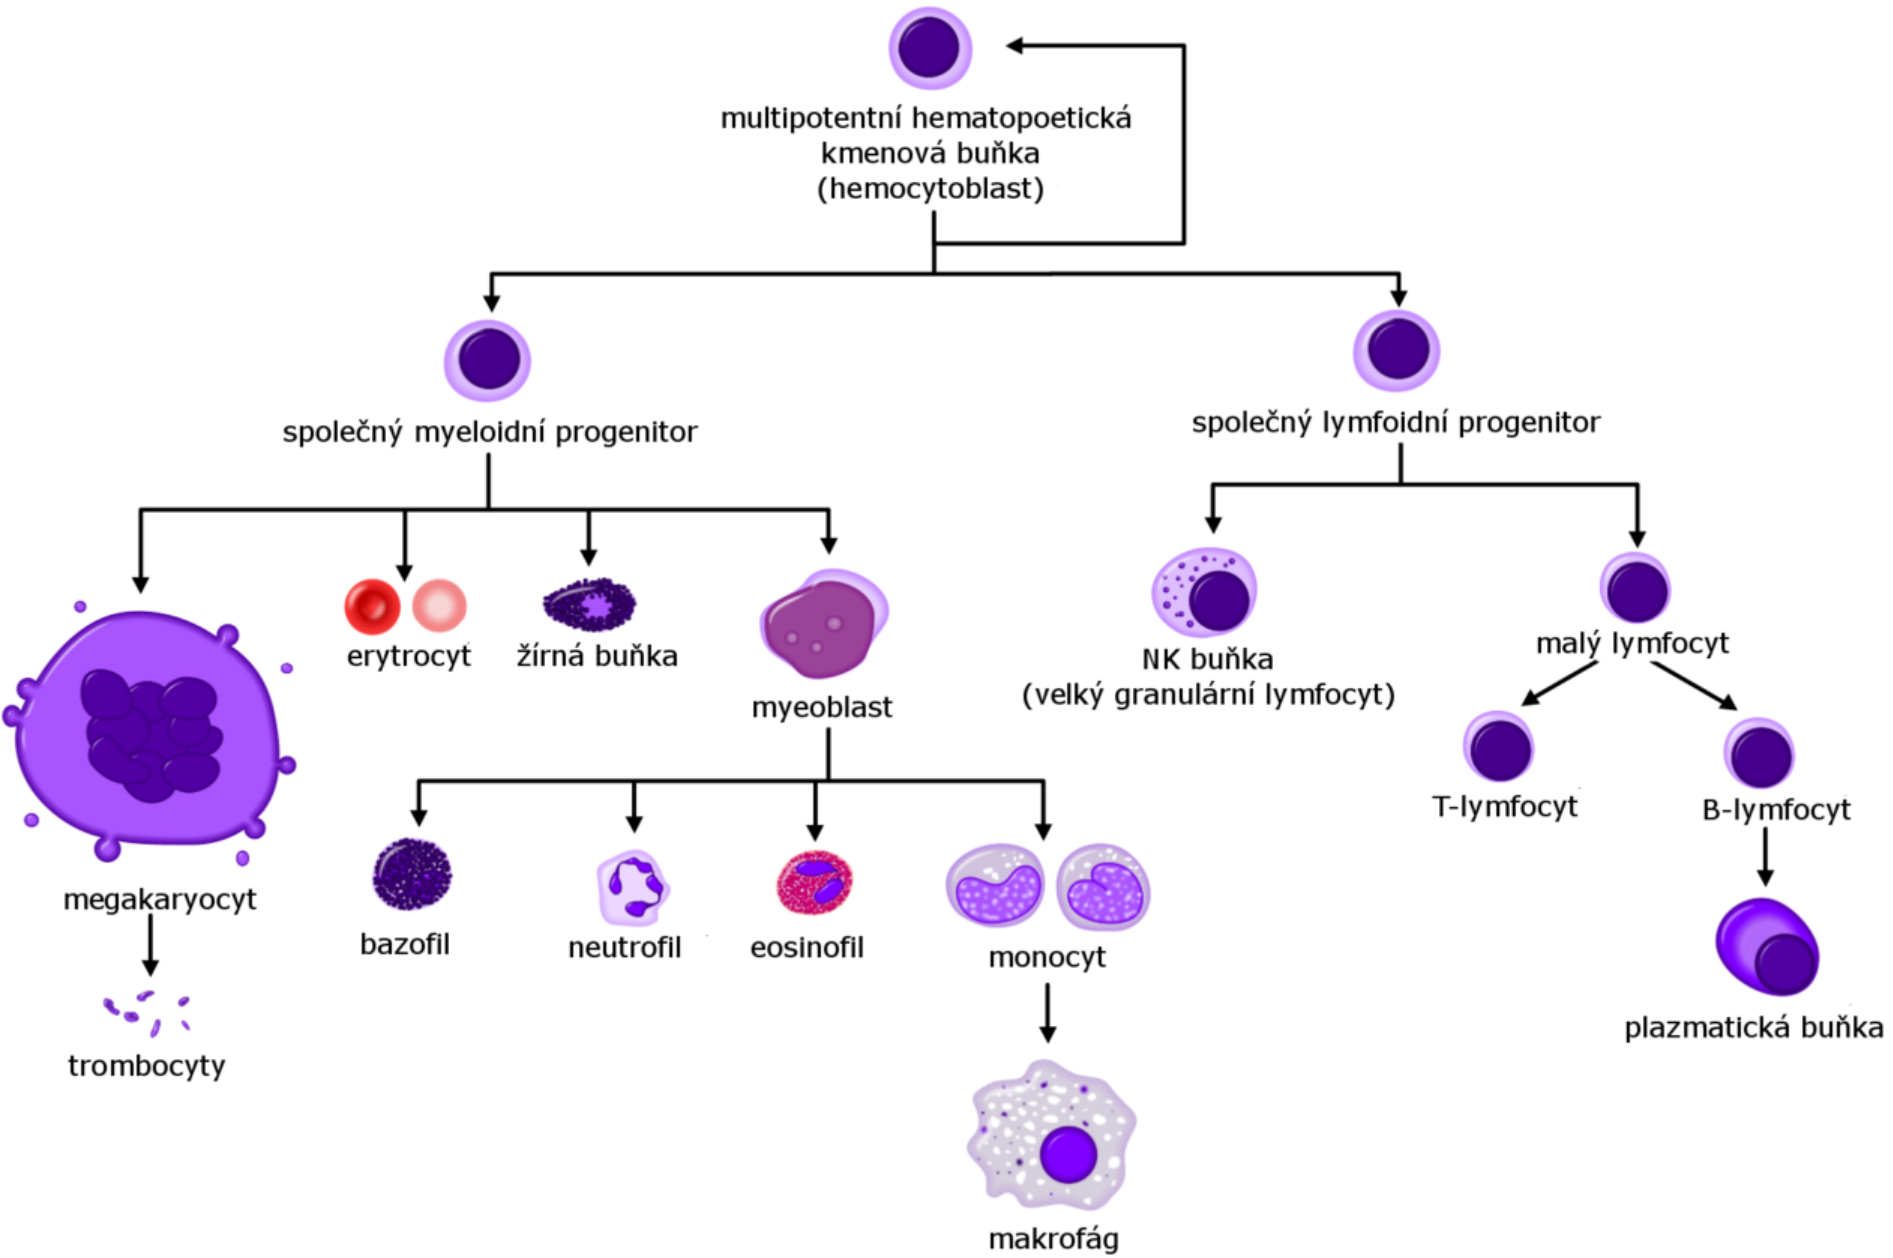 multipotentní hematopoetická
kmenová buňka
(hemocytoblast)
společný myeloidní progenitor
společný lymfoidní progenitor
erytrocyt
žírná buňka
myeoblast
NK buňka
(velký granulární lymfocyt)
malý lymfocyt
T-lymfocyt
B-lymfocyt
megakaryocyt
bazofil
neutrofil
eosinofil
monocyt
plazmatická buňka
trombocyty
makrofág